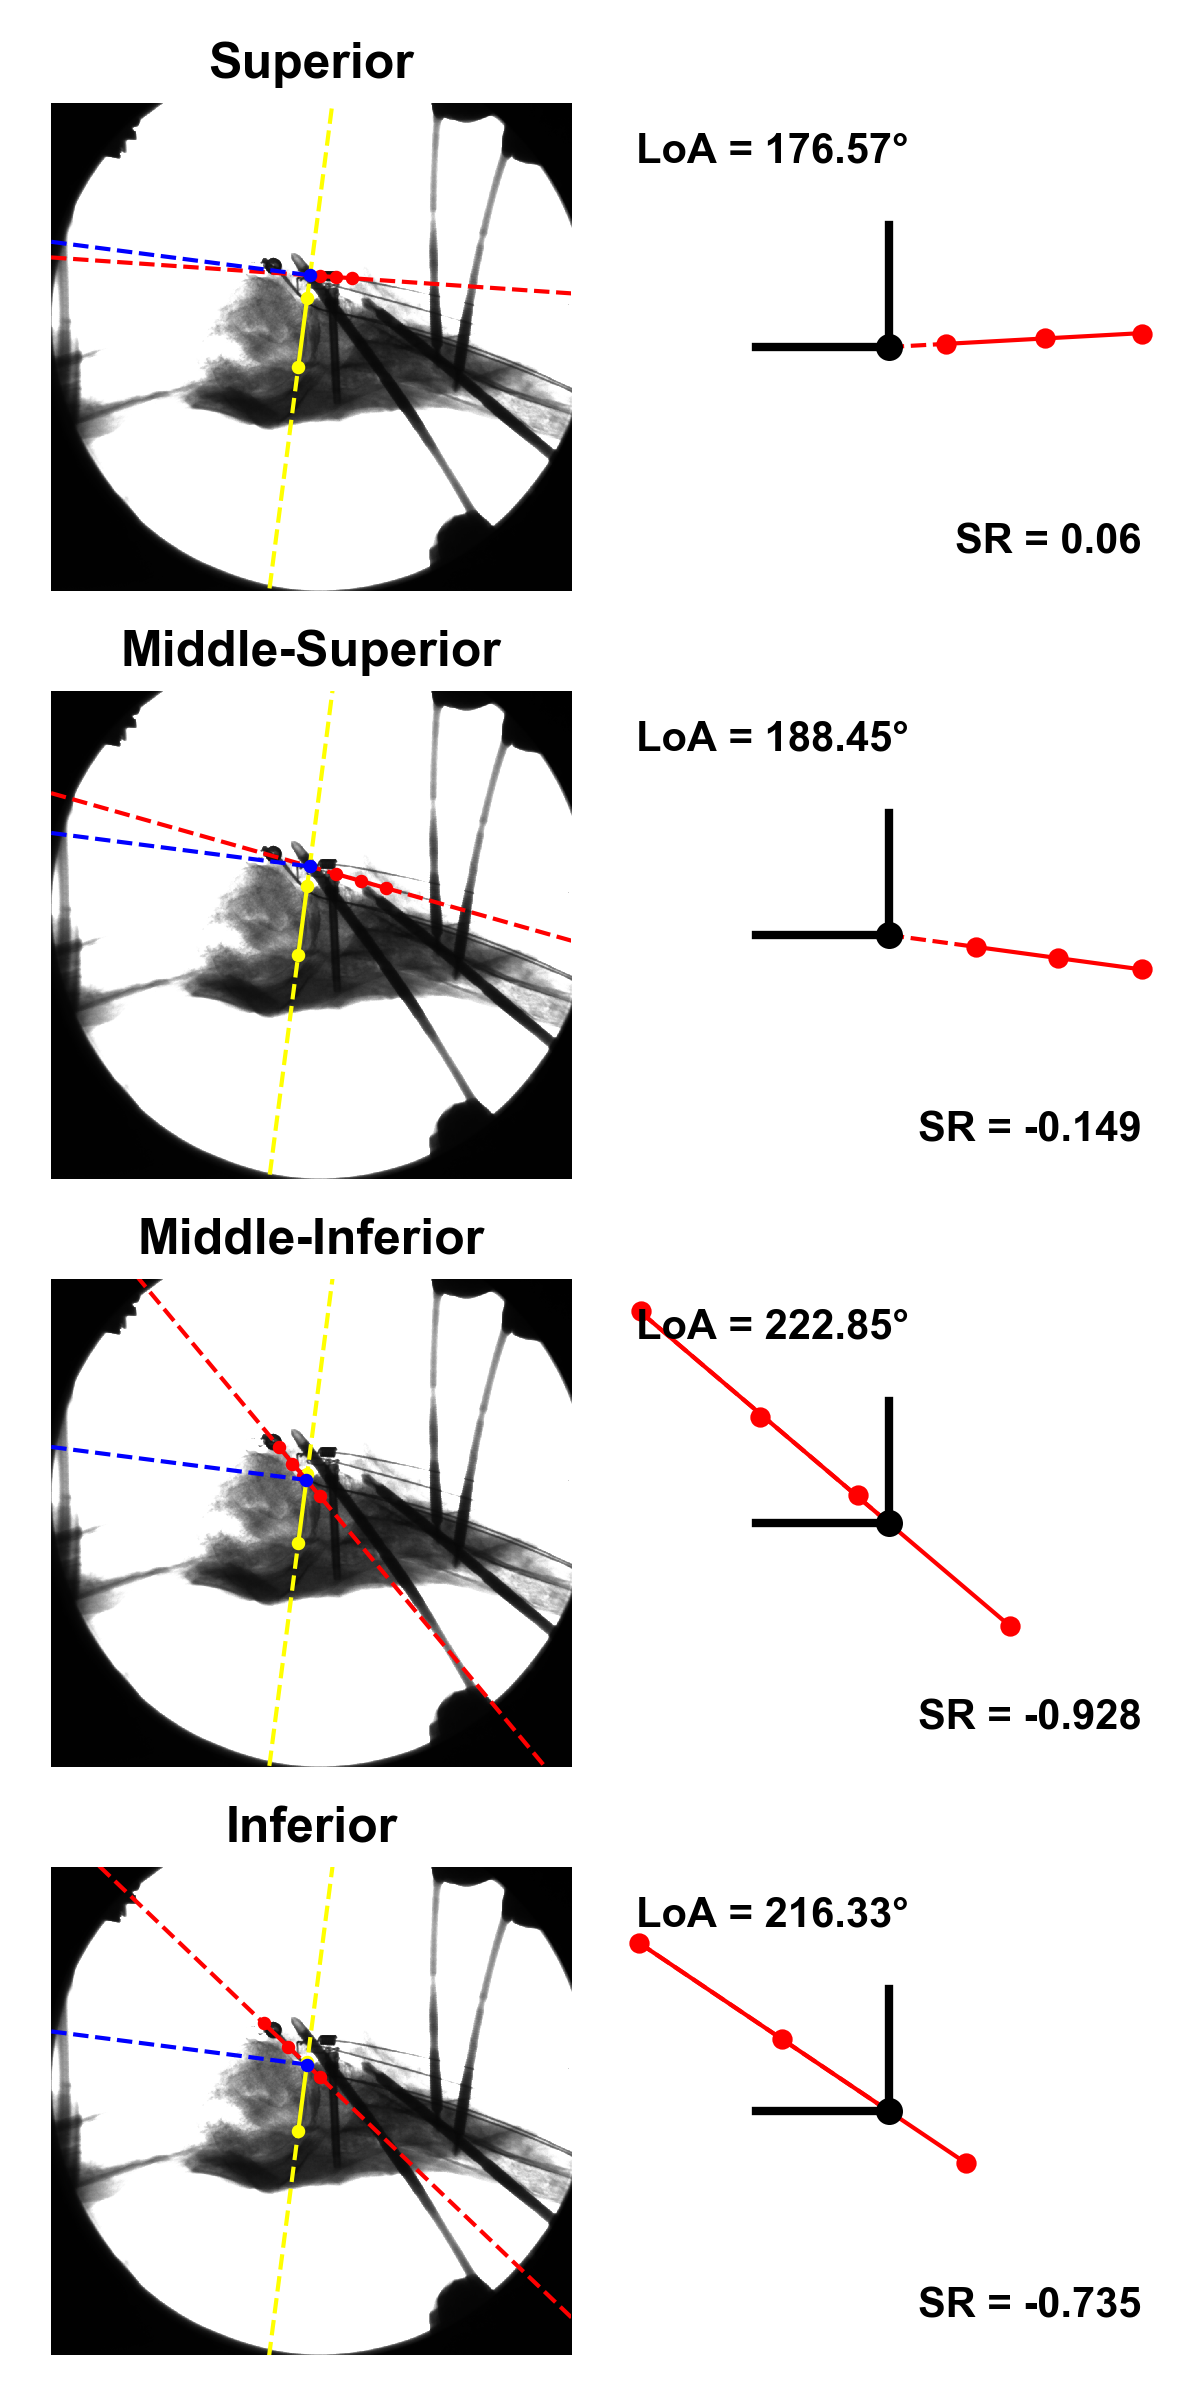 Superior
LoA = 176.57°
SR = 0.06
Middle-Superior
LoA = 188.45°
SR = -0.149
Middle-Inferior
LoA = 222.85°
SR = -0.928
Inferior
LoA = 216.33°
SR = -0.735